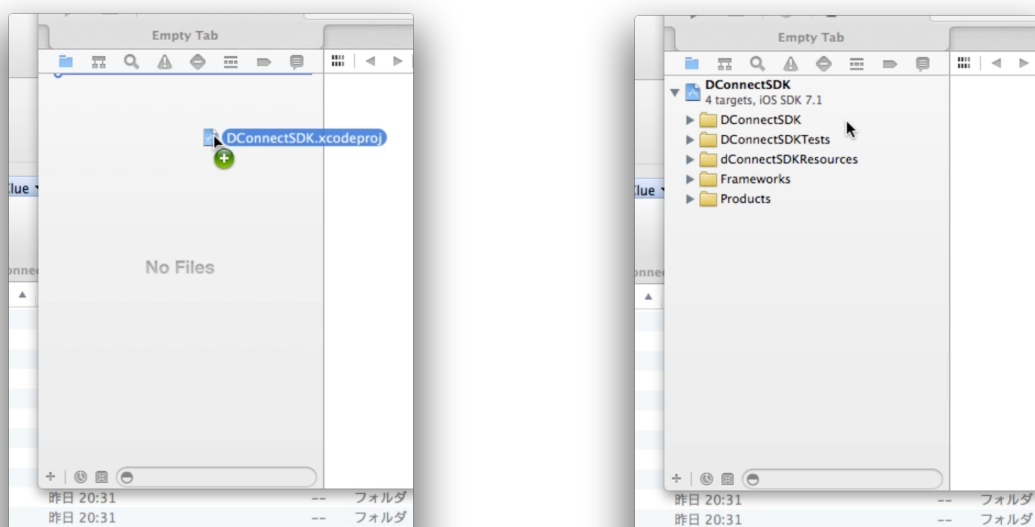 Empty Tab
DConnectSDK.xcodeproj
No Files
昨日 20:31 -- フォルダ
昨日 20:31 -- フォルダ
Empty Tab
DConnectSDK
4 targets, iOS SDK 7.1
DConnectSDK
DConnectSDKTests
dConnectSDKResources
Frameworks
Products
昨日 20:31 -- フォルダ
昨日 20:31 -- フォルダ